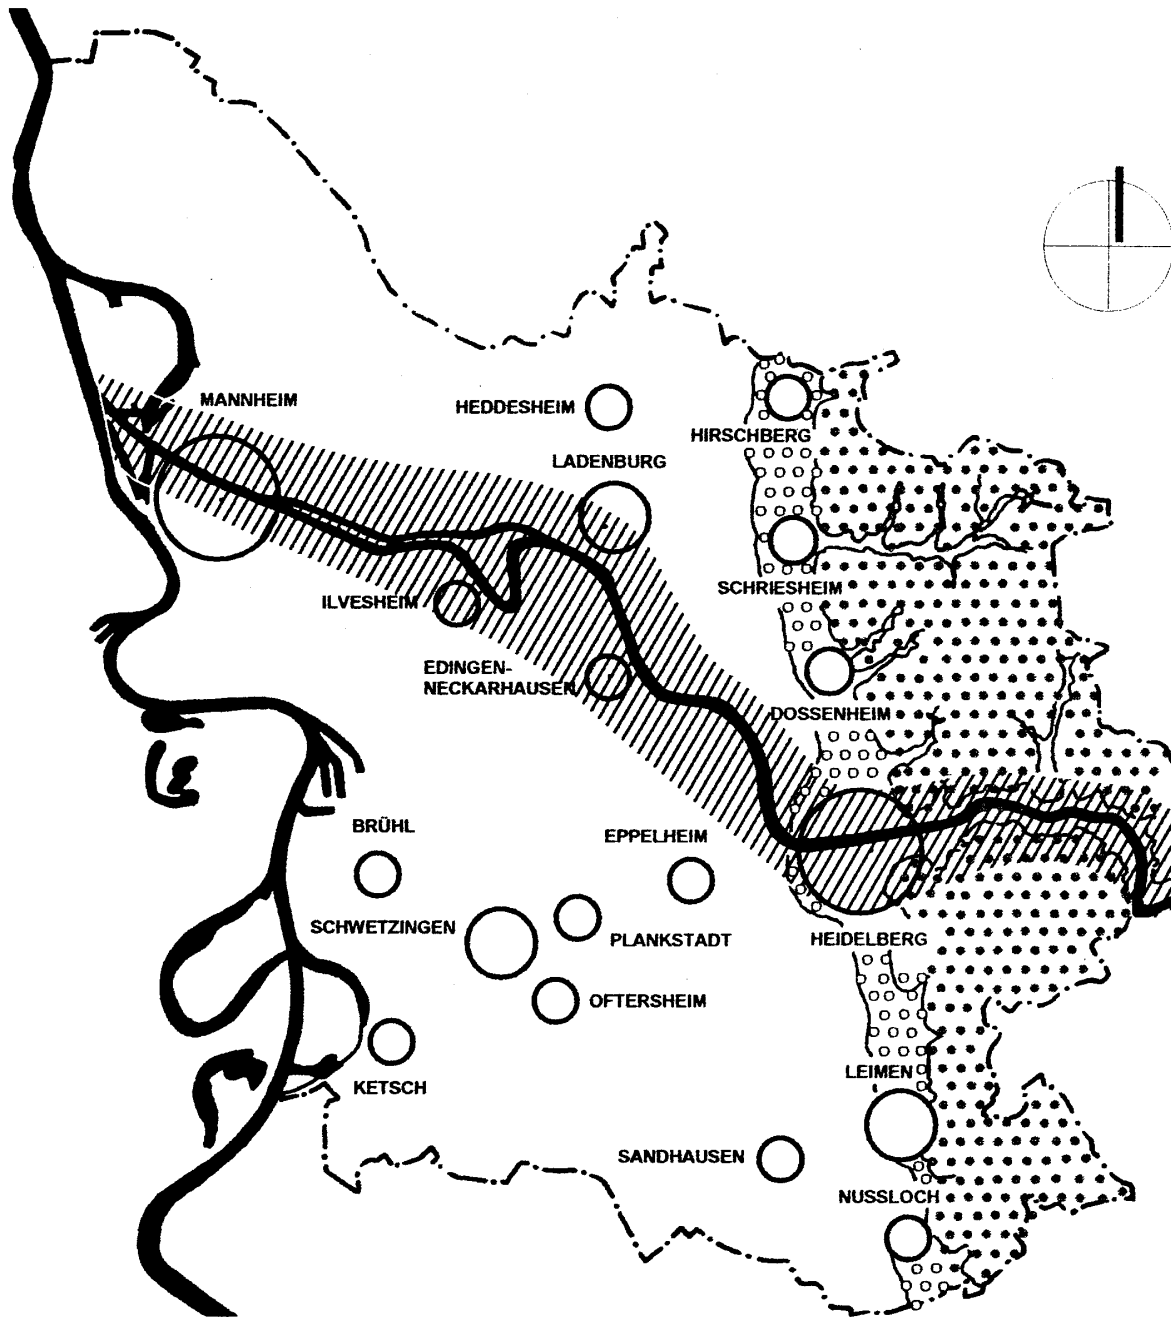 MANNHEIM
HEDDESHEIM
HIRSCHBERG
LADENBURG
SCHRIESHEIM
ILVESHEIM
EDINGEN-
NECKARHAUSEN
DOSSENHEIM
BRÜHL
EPPELHEIM
SCHWETZINGEN
PLANKSTADT
HEIDELBERG
OFTERSHEIM
LEIMEN
KETSCH
SANDHAUSEN
NUSSLOCH